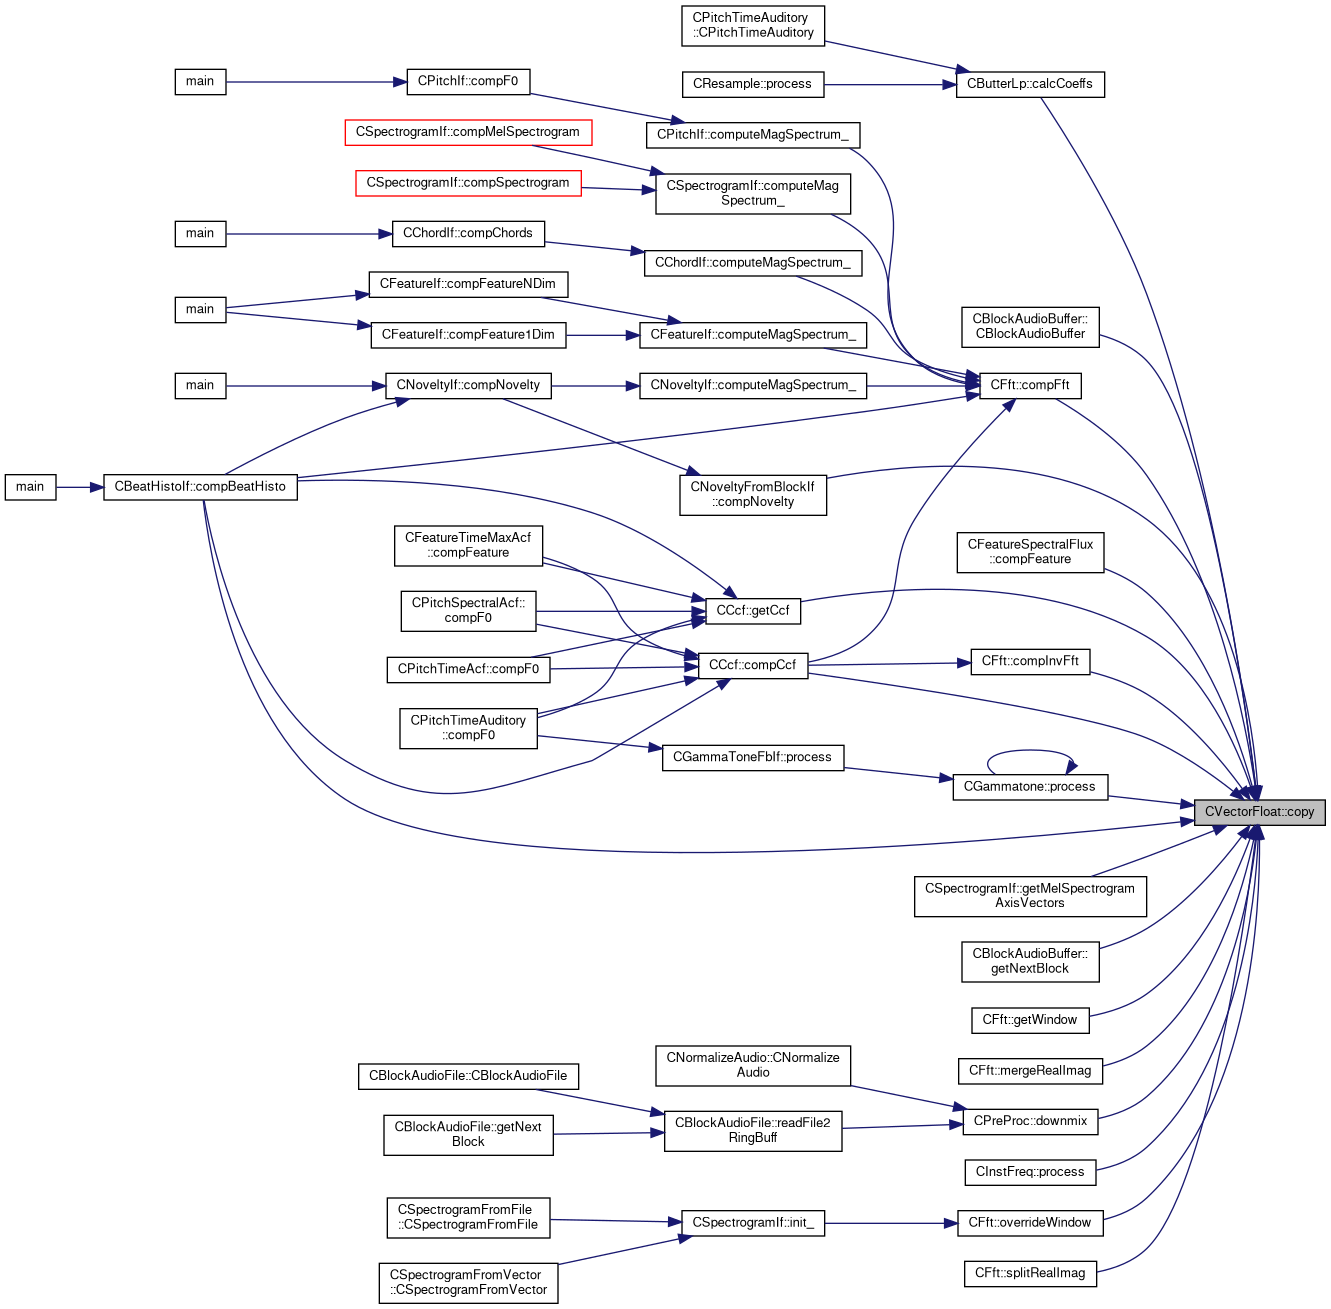 CPitchTimeAuditory
::CPitchTimeAuditory
main
CPitchIf::compF0
CResample::process
CButterLp::calcCoeffs
CSpectrogramIf::compMelSpectrogram
CPitchIf::computeMagSpectrum_
CSpectrogramIf::compSpectrogram
CSpectrogramIf::computeMag
Spectrum_
main
CChordIf::compChords
CChordIf::computeMagSpectrum_
CFeatureIf::compFeatureNDim
main
CFeatureIf::compFeature1Dim
CFeatureIf::computeMagSpectrum_
CBlockAudioBuffer::
CBlockAudioBuffer
main
CNoveltyIf::compNovelty
CNoveltyIf::computeMagSpectrum_
CFft::compFft
main
CBeatHistoIf::compBeatHisto
CNoveltyFromBlockIf
::compNovelty
CFeatureTimeMaxAcf
::compFeature
CFeatureSpectralFlux
::compFeature
CPitchSpectralAcf::
compF0
CCcf::getCcf
CPitchTimeAcf::compF0
CCcf::compCcf
CFft::compInvFft
CPitchTimeAuditory
::compF0
CGammaToneFbIf::process
CGammatone::process
CVectorFloat::copy
CSpectrogramIf::getMelSpectrogram
AxisVectors
CBlockAudioBuffer::
getNextBlock
CFft::getWindow
CNormalizeAudio::CNormalize
Audio
CFft::mergeRealImag
CBlockAudioFile::CBlockAudioFile
CBlockAudioFile::getNext
Block
CBlockAudioFile::readFile2
RingBuff
CPreProc::downmix
CInstFreq::process
CSpectrogramFromFile
::CSpectrogramFromFile
CSpectrogramIf::init_
CFft::overrideWindow
CSpectrogramFromVector
::CSpectrogramFromVector
CFft::splitRealImag